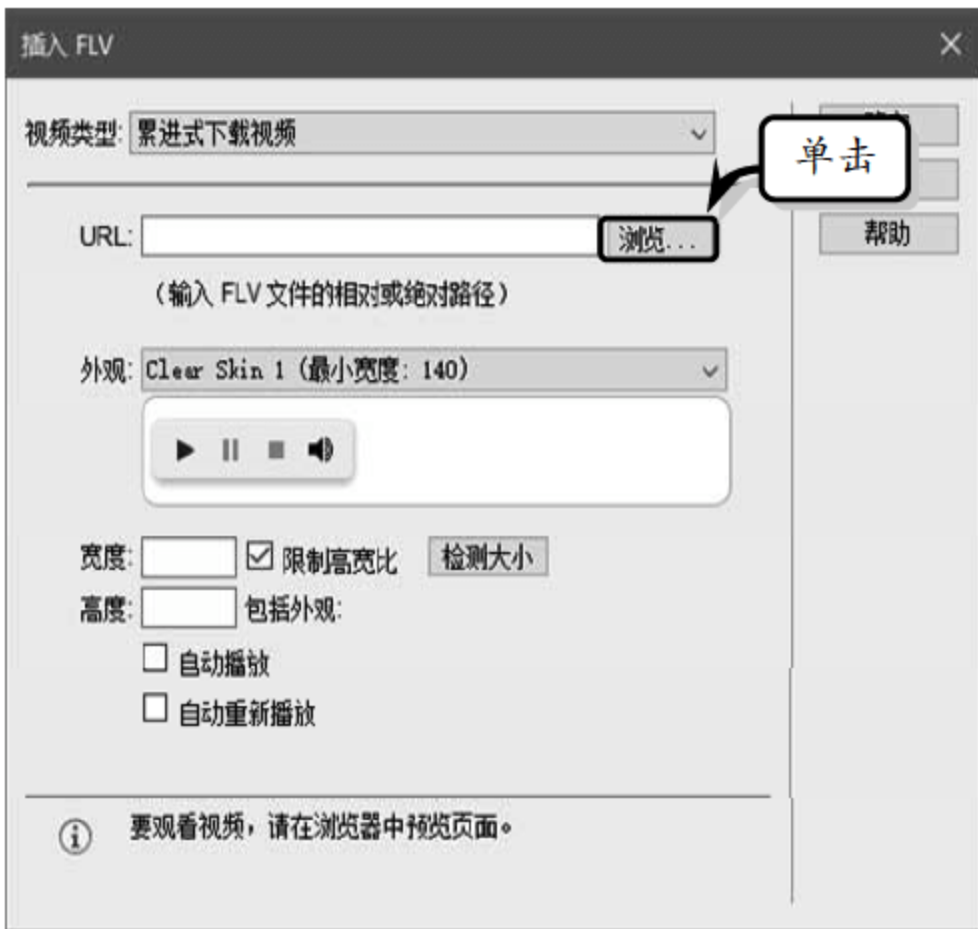 插入 FLV
视频类型: 累进式下载视频
单击
URL: 浏览...
帮助
(输入 FLV 文件的相对或绝对路径)
外观: Clear Skin 1 (最小宽度: 140)
宽度: 限制高宽比 检测大小
高度: 包括外观:
自动播放
自动重新播放
要观看视频，请在浏览器中预览页面。